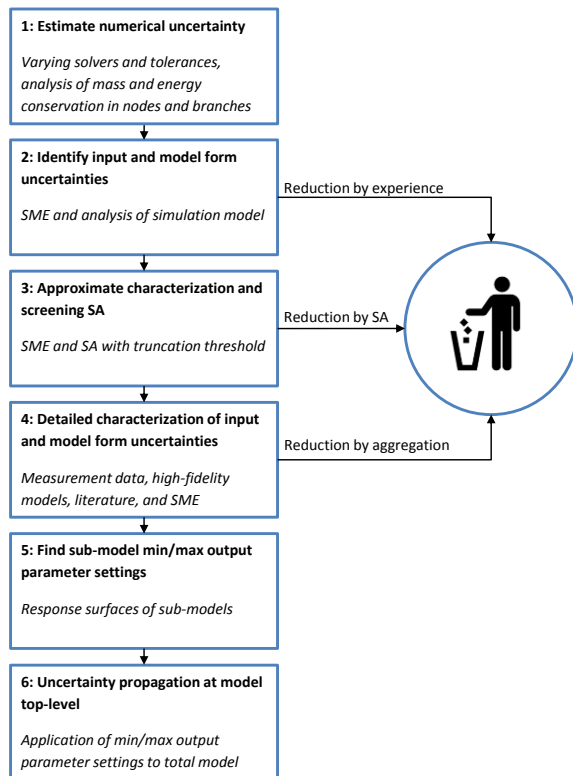 1: Estimate numerical uncertainty
Varying solvers and tolerances,
analysis of mass and energy
conservation in nodes and branches
2: Identify input and model form
uncertainties
SME and analysis of simulation model
Reduction by experience
3: Approximate characterization and
screening SA
SME and SA with truncation threshold
Reduction by SA
4: Detailed characterization of input
and model form uncertainties
Measurement data, high-fidelity
models, literature, and SME
Reduction by aggregation
5: Find sub-model min/max output
parameter settings
Response surfaces of sub-models
6: Uncertainty propagation at model
top-level
Application of min/max output
parameter settings to total model